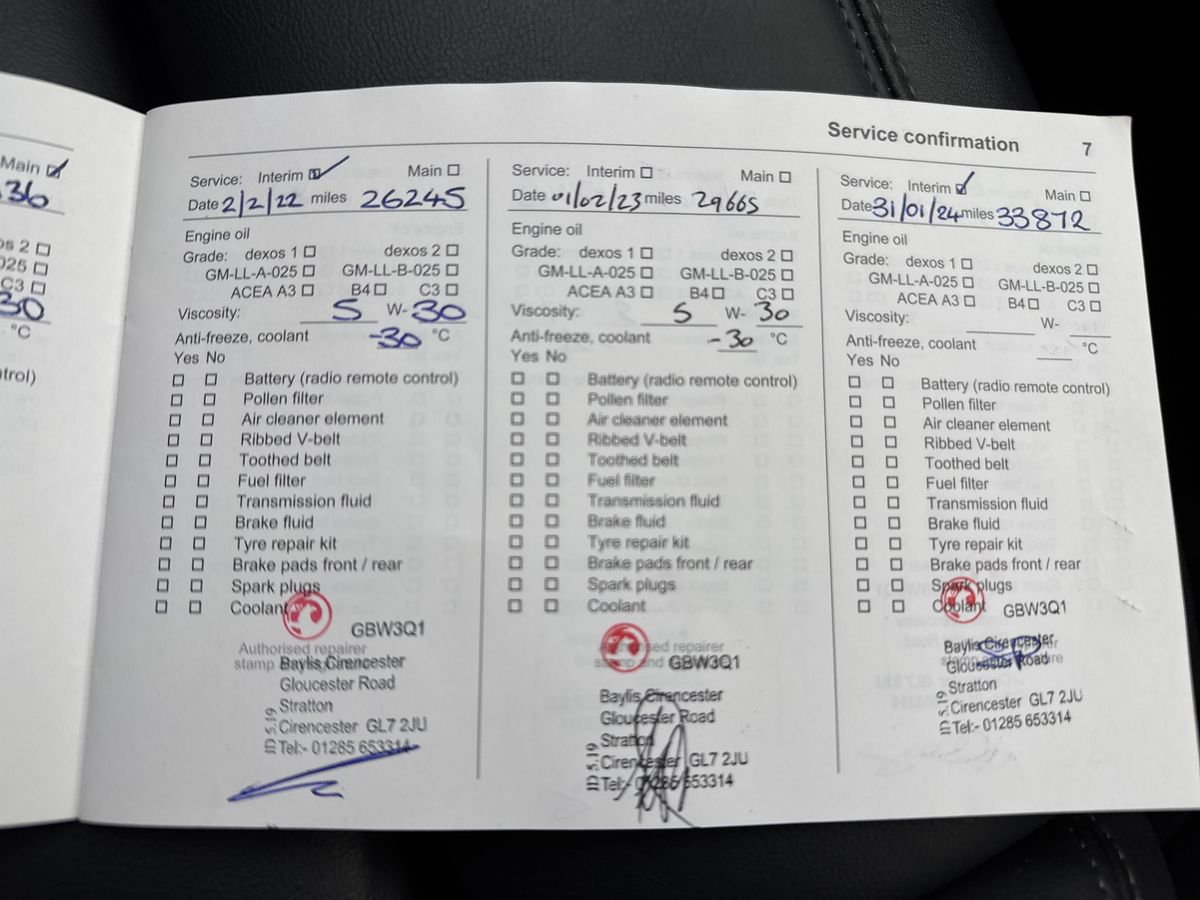 Main ☑
36
os 2 ☐
025 ☐
C3 ☐
30
°C
trol)
Service confirmation 7
Service: Interim ☑ Main ☐
Date 2/2/22 miles 26245
Engine oil
Grade: dexos 1 ☐ dexos 2 ☐
GM-LL-A-025 ☐ GM-LL-B-025 ☐
ACEA A3 ☐ B4 ☐ C3 ☐
Viscosity: 5 W- 30
Anti-freeze, coolant -30 °C
Yes No
☐ ☐ Battery (radio remote control)
☐ ☐ Pollen filter
☐ ☐ Air cleaner element
☐ ☐ Ribbed V-belt
☐ ☐ Toothed belt
☐ ☐ Fuel filter
☐ ☐ Transmission fluid
☐ ☐ Brake fluid
☐ ☐ Tyre repair kit
☐ ☐ Brake pads front / rear
☐ ☐ Spark plugs
☐ ☐ Coolant
GBW3Q1
Authorised repairer
stamp
Baylis Cirencester
Gloucester Road
Stratton
Cirencester GL7 2JU
Tel:- 01285 653314
Service: Interim ☐ Main ☐
Date 01/02/23 miles 29665
Engine oil
Grade: dexos 1 ☐ dexos 2 ☐
GM-LL-A-025 ☐ GM-LL-B-025 ☐
ACEA A3 ☐ B4 ☐ C3 ☐
Viscosity: 5 W- 30
Anti-freeze, coolant -30 °C
Yes No
☐ ☐ Battery (radio remote control)
☐ ☐ Pollen filter
☐ ☐ Air cleaner element
☐ ☐ Ribbed V-belt
☐ ☐ Toothed belt
☐ ☐ Fuel filter
☐ ☐ Transmission fluid
☐ ☐ Brake fluid
☐ ☐ Tyre repair kit
☐ ☐ Brake pads front / rear
☐ ☐ Spark plugs
☐ ☐ Coolant
repairer
and GBW3Q1
Baylis Cirencester
Gloucester Road
Stratton
Cirencester GL7 2JU
Tel:- 01285 653314
Service: Interim ☑ Main ☐
Date 31/01/24 miles 33872
Engine oil
Grade: dexos 1 ☐ dexos 2 ☐
GM-LL-A-025 ☐ GM-LL-B-025 ☐
ACEA A3 ☐ B4 ☐ C3 ☐
Viscosity: W-
Anti-freeze, coolant °C
Yes No
☐ ☐ Battery (radio remote control)
☐ ☐ Pollen filter
☐ ☐ Air cleaner element
☐ ☐ Ribbed V-belt
☐ ☐ Toothed belt
☐ ☐ Fuel filter
☐ ☐ Transmission fluid
☐ ☐ Brake fluid
☐ ☐ Tyre repair kit
☐ ☐ Brake pads front / rear
☐ ☐ Spark plugs
☐ ☐ Coolant
GBW3Q1
Baylis Cirencester
Gloucester Road
Stratton
Cirencester GL7 2JU
Tel:- 01285 653314